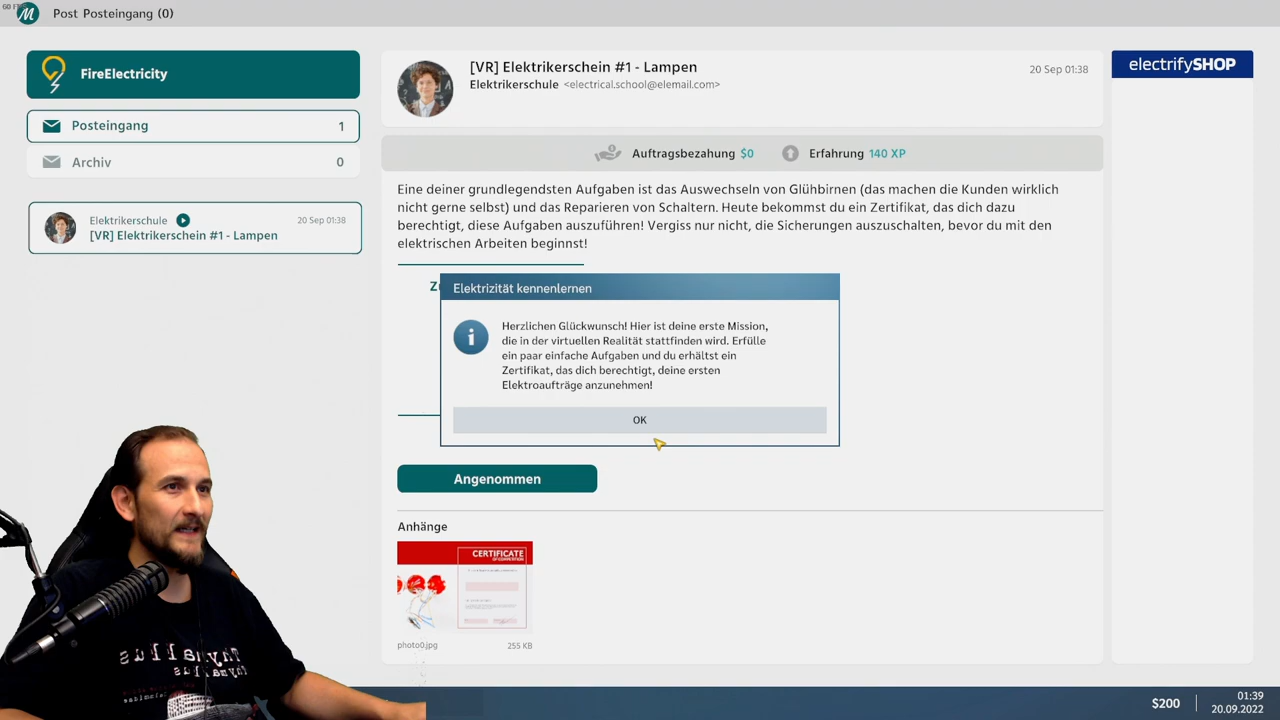 Post Posteingang (0)
FireElectricity
Posteingang 1
Archiv 0
Elektrikerschule 20 Sep 01:38
[VR] Elektrikerschein #1 - Lampen
[VR] Elektrikerschein #1 - Lampen
Elektrikerschule <electrical.school@elemail.com>
20 Sep 01:38
Auftragsbezahlung $0 Erfahrung 140 XP
Eine deiner grundlegendsten Aufgaben ist das Auswechseln von Glühbirnen (das machen die Kunden wirklich
nicht gerne selbst) und das Reparieren von Schaltern. Heute bekommst du ein Zertifikat, das dich dazu
berechtigt, diese Aufgaben auszuführen! Vergiss nur nicht, die Sicherungen auszuschalten, bevor du mit den
elektrischen Arbeiten beginnst!
Elektrizität kennenlernen
Herzlichen Glückwunsch! Hier ist deine erste Mission,
die in der virtuellen Realität stattfinden wird. Erfülle
ein paar einfache Aufgaben und du erhältst ein
Zertifikat, das dich berechtigt, deine ersten
Elektroaufträge anzunehmen!
OK
Angenommen
Anhänge
CERTIFICATE
photo0.jpg 255 KB
electrifySHOP
$200
01:39
20.09.2022